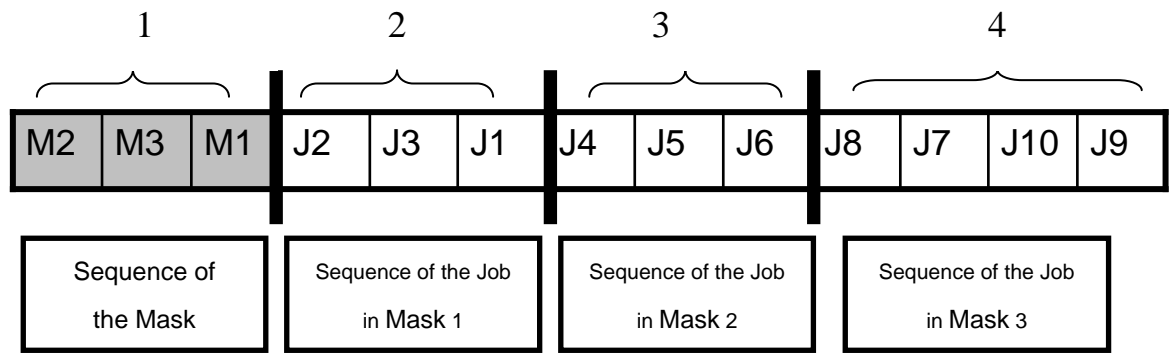 1 2 3 4
M2 M3 M1 J2 J3 J1 J4 J5 J6 J8 J7 J10 J9
Sequence of
the Mask
Sequence of the Job
in Mask 1
Sequence of the Job
in Mask 2
Sequence of the Job
in Mask 3